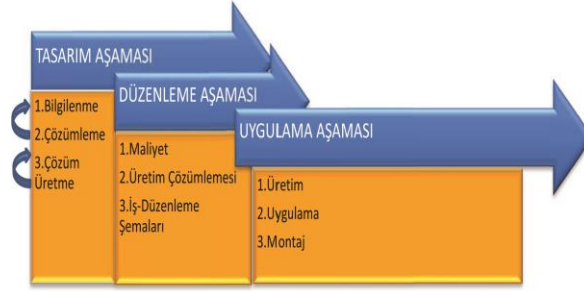 TASARIM AŞAMASI
1.Bilgilenme
2.Çözümleme
3.Çözüm
Üretme
DÜZENLEME AŞAMASI
1.Maliyet
2.Üretim Çözümlemesi
3.İş-Düzenleme
Şemaları
UYGULAMA AŞAMASI
1.Üretim
2.Uygulama
3.Montaj